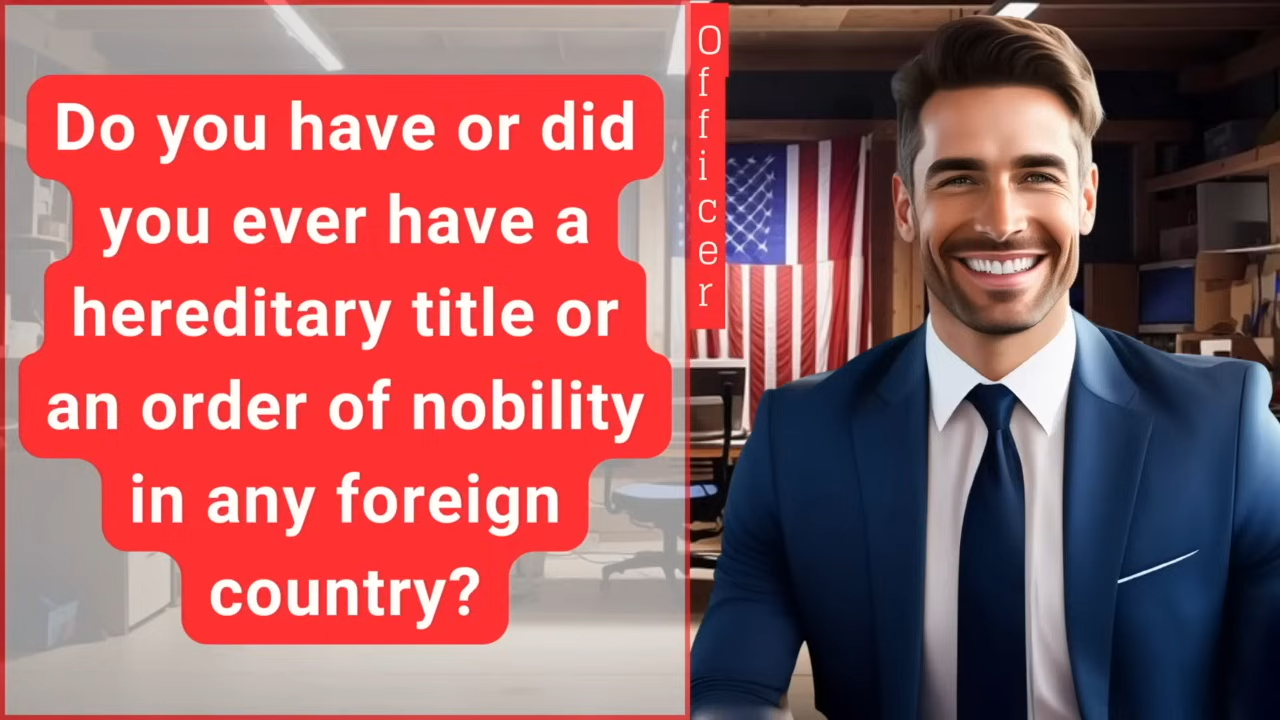 Do you have or did
you ever have a
hereditary title or
an order of nobility
in any foreign
country?
Officer